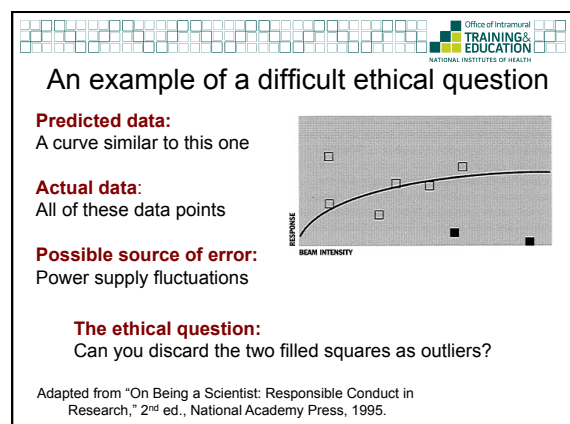 Office of Intramural
TRAINING&
EDUCATION
NATIONAL INSTITUTES OF HEALTH
An example of a difficult ethical question
Predicted data:
A curve similar to this one
Actual data:
All of these data points
Possible source of error:
Power supply fluctuations
RESPONSE
BEAM INTENSITY
The ethical question:
Can you discard the two filled squares as outliers?
Adapted from “On Being a Scientist: Responsible Conduct in
Research,” 2nd ed., National Academy Press, 1995.